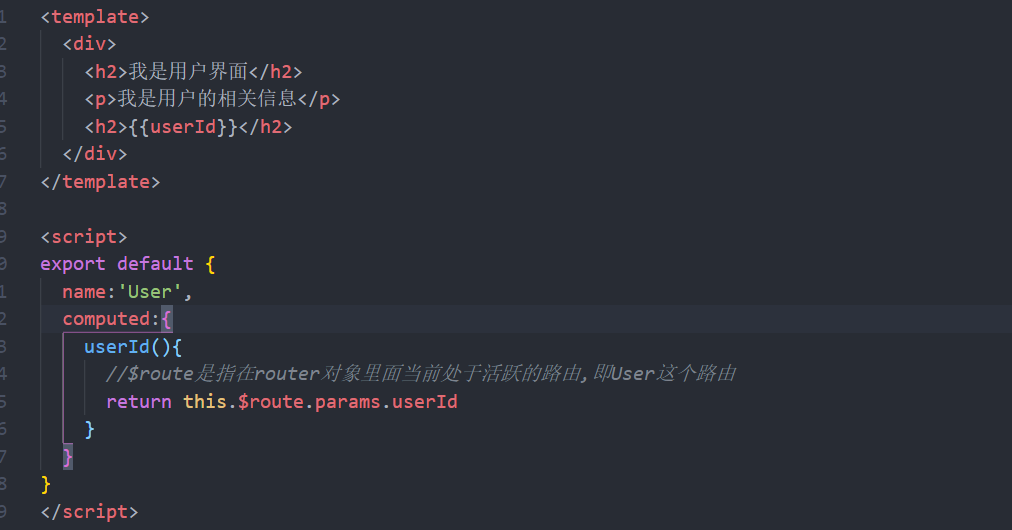 1 <template>
2   <div>
3     <h2>我是用户界面</h2>
4     <p>我是用户的相关信息</p>
5     <h2>{{userId}}</h2>
6   </div>
7 </template>
8
9 <script>
0 export default {
1   name:'User',
2   computed:{
3     userId(){
4       //$route是指在router对象里面当前处于活跃的路由,即User这个路由
5       return this.$route.params.userId
6     }
7   }
8 }
9 </script>